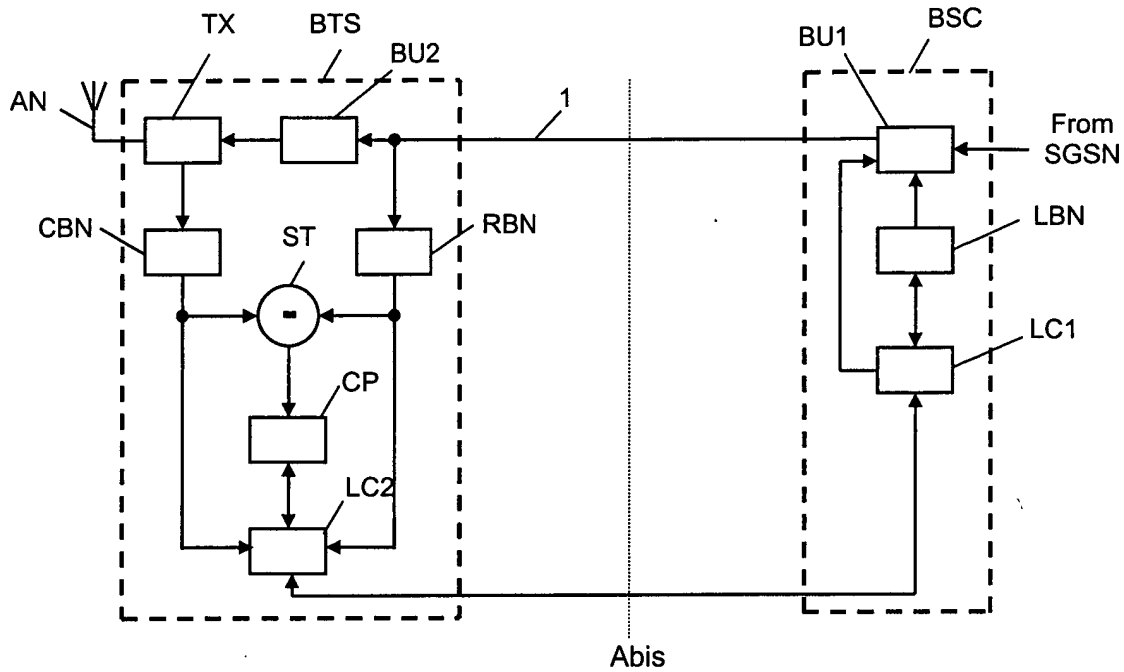 TX
BTS
BU2
BSC
BU1
AN
1
From
SGSN
CBN
ST
RBN
LBN
LC1
CP
LC2
Abis